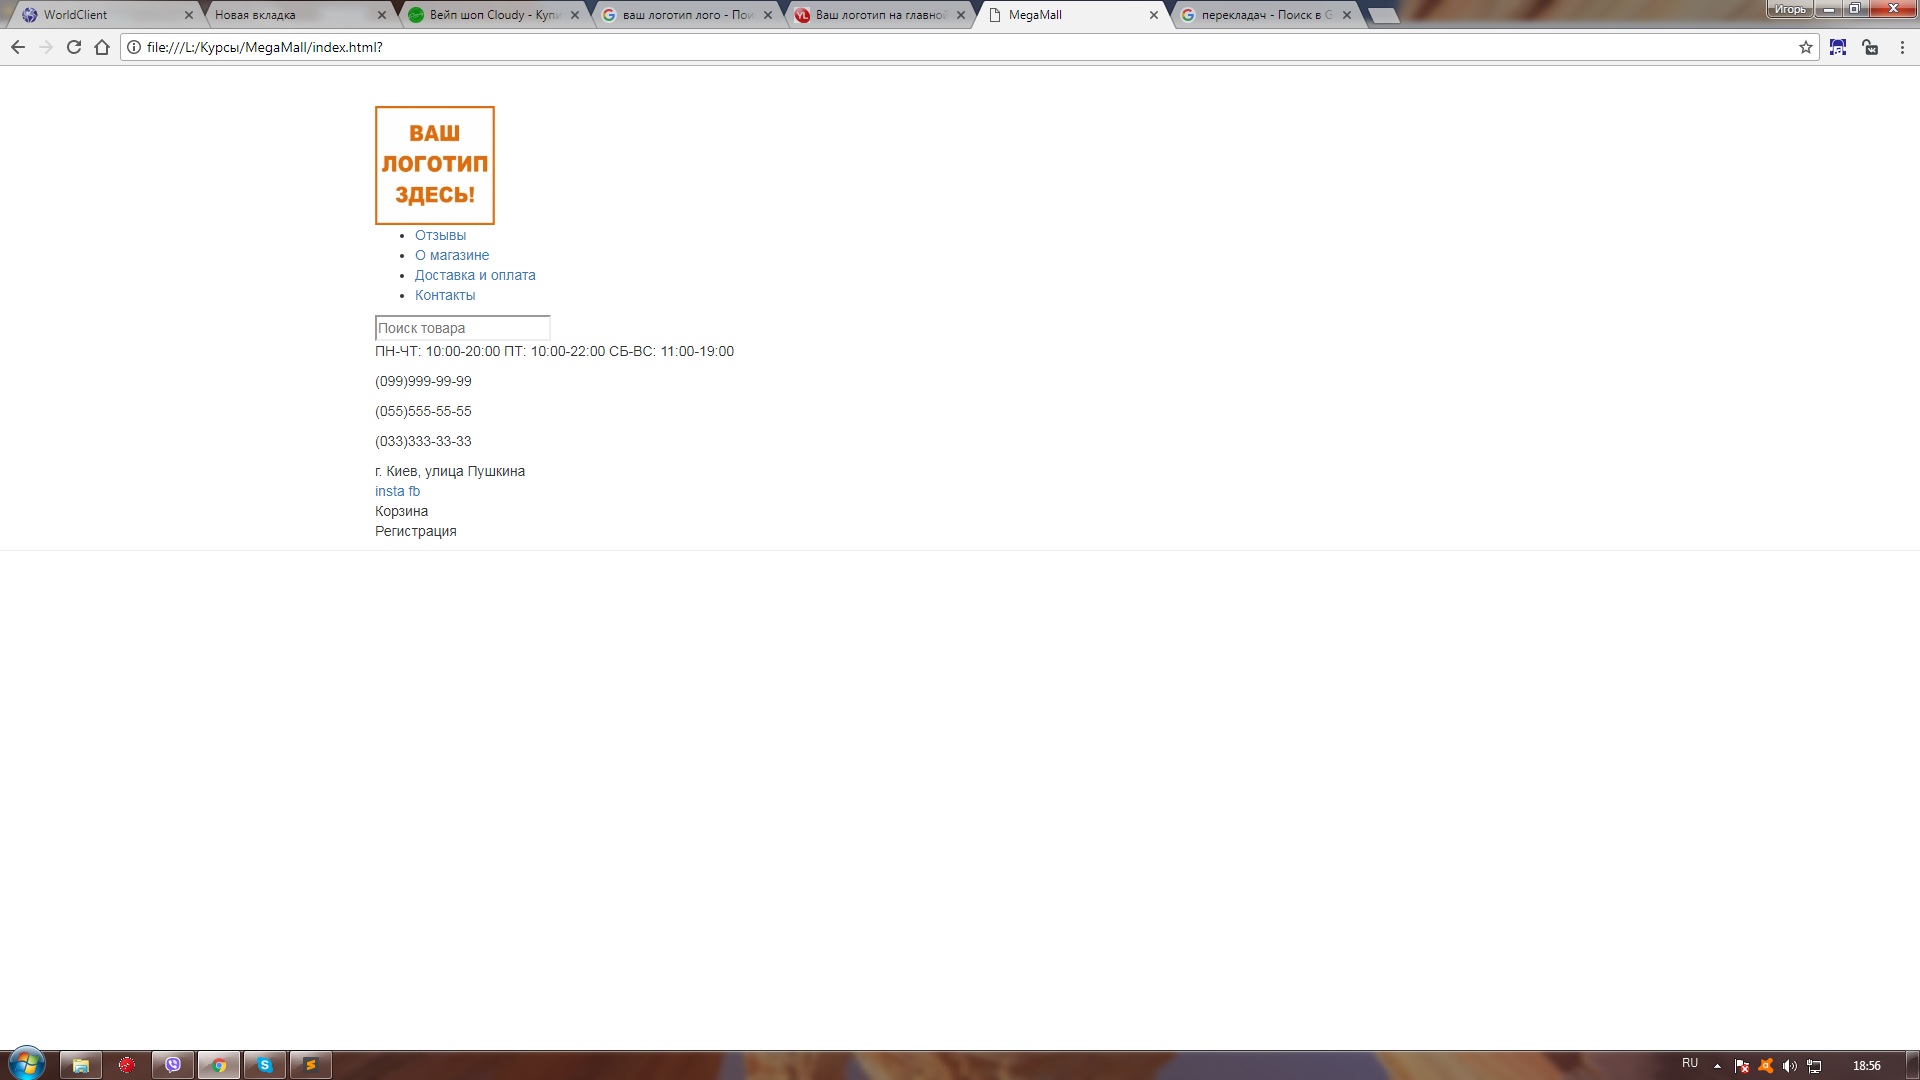 WorldClient
Новая вкладка
Вейп шоп Cloudy - Купи
ваш логотип лого - Пои
Ваш логотип на главной
MegaMall
перекладач - Поиск в G
Игорь
file:///L:/Курсы/MegaMall/index.html?
ВАШ
ЛОГОТИП
ЗДЕСЬ!
Отзывы
О магазине
Доставка и оплата
Контакты
Поиск товара
ПН-ЧТ: 10:00-20:00 ПТ: 10:00-22:00 СБ-ВС: 11:00-19:00
(099)999-99-99
(055)555-55-55
(033)333-33-33
г. Киев, улица Пушкина
insta fb
Корзина
Регистрация
RU
18:56